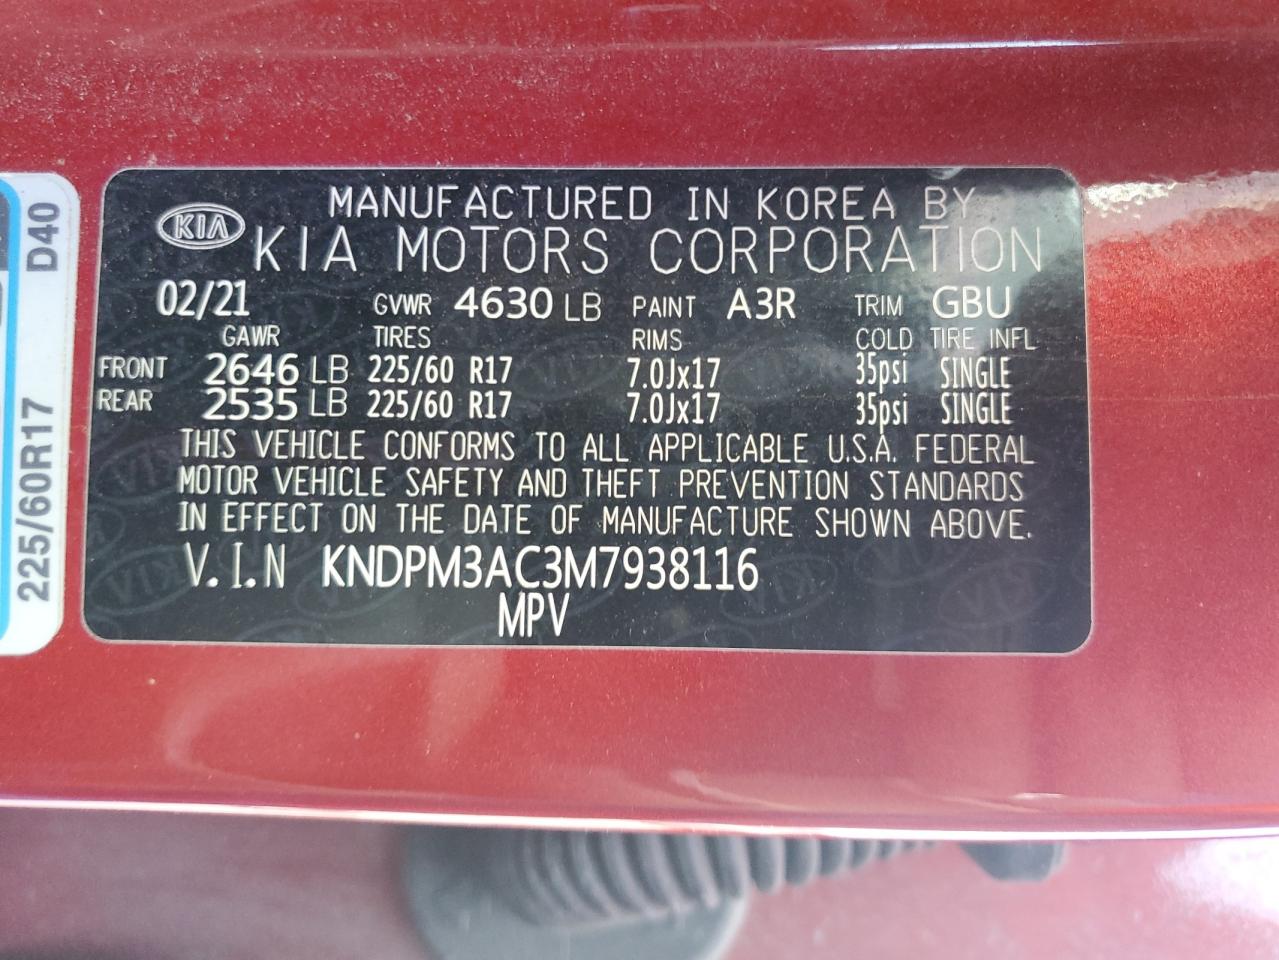 MANUFACTURED IN KOREA BY
KIA KIA MOTORS CORPORATION
02/21 GVWR 4630 LB PAINT A3R TRIM GBU
GAWR TIRES RIMS COLD TIRE INFL
FRONT 2646 LB 225/60 R17 7.0Jx17 35psi SINGLE
REAR 2535 LB 225/60 R17 7.0Jx17 35psi SINGLE
THIS VEHICLE CONFORMS TO ALL APPLICABLE U.S.A. FEDERAL
MOTOR VEHICLE SAFETY AND THEFT PREVENTION STANDARDS
IN EFFECT ON THE DATE OF MANUFACTURE SHOWN ABOVE.
V.I.N KNDPM3AC3M7938116
MPV
225/60R17 D40